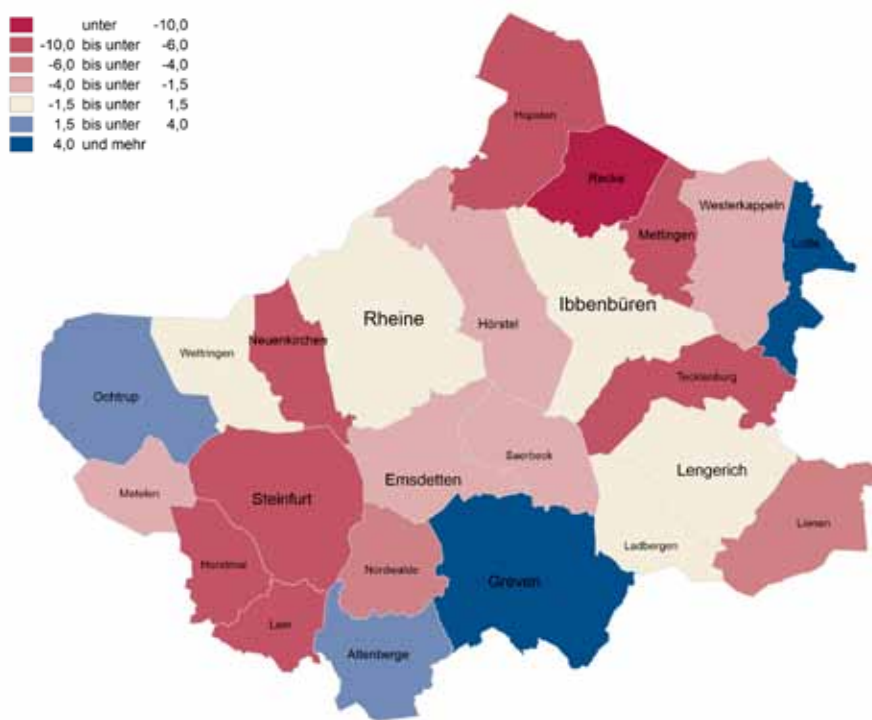 unter -10,0
-10,0 bis unter -6,0
-6,0 bis unter -4,0
-4,0 bis unter -1,5
-1,5 bis unter 1,5
1,5 bis unter 4,0
4,0 und mehr
Hopsten
Recke
Westerkappeln
Mettingen
Lotte
Ibbenbüren
Rheine
Hörstel
Neuenkirchen
Wettringen
Tecklenburg
Ochtrup
Saerbeck
Lengerich
Emsdetten
Metelen
Steinfurt
Lienen
Ladbergen
Horstmar
Nordwalde
Greven
Laer
Altenberge